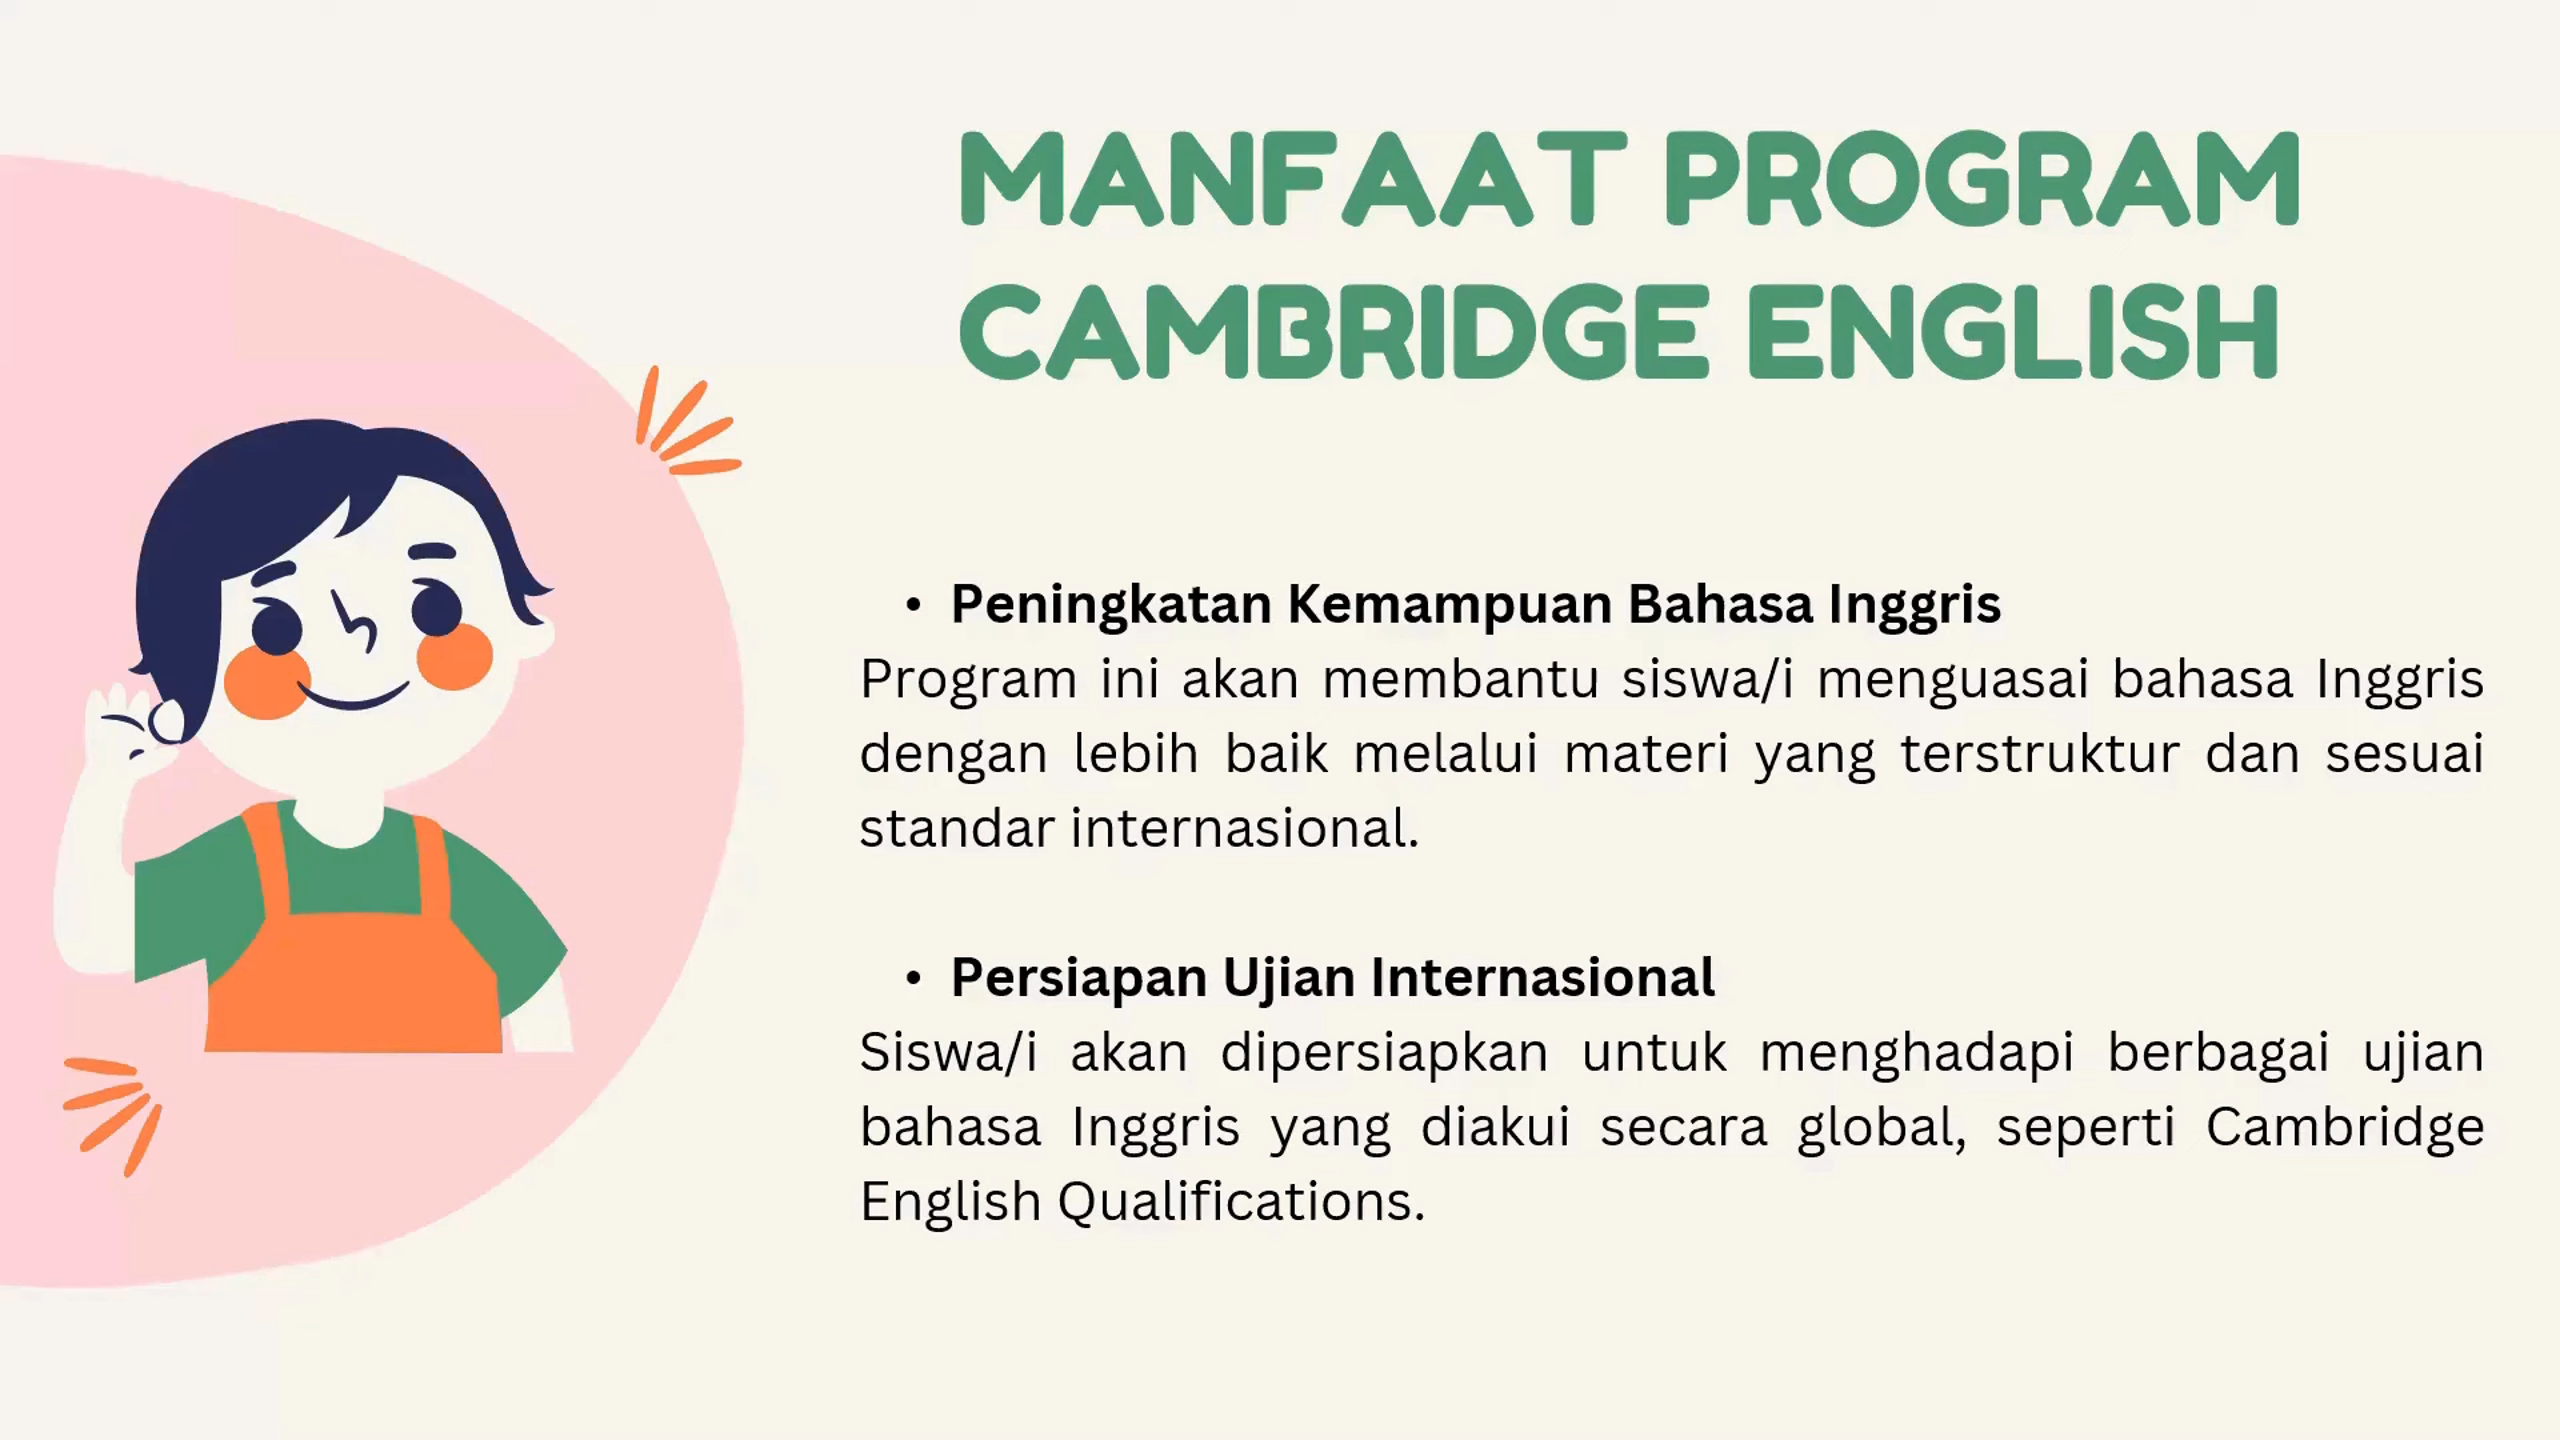 MANFAAT PROGRAM
CAMBRIDGE ENGLISH
• Peningkatan Kemampuan Bahasa Inggris
Program ini akan membantu siswa/i menguasai bahasa Inggris
dengan lebih baik melalui materi yang terstruktur dan sesuai
standar internasional.
• Persiapan Ujian Internasional
Siswa/i akan dipersiapkan untuk menghadapi berbagai ujian
bahasa Inggris yang diakui secara global, seperti Cambridge
English Qualifications.